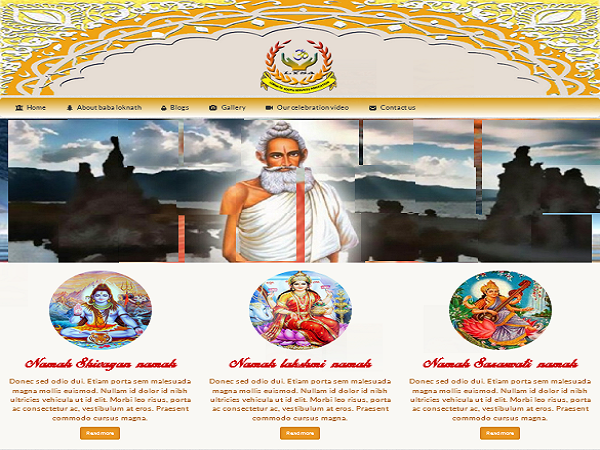 Home About baba loknath Blogs Gallery Our celebration video Contact us
Namah Shivagan namah
Donec sed odio dui. Etiam porta sem malesuada
magna mollis euismod. Nullam id dolor id nibh
ultricies vehicula ut id elit. Morbi leo risus, porta
ac consectetur ac, vestibulum at eros. Praesent
commodo cursus magna.
Read more
Namah lakshmi namah
Donec sed odio dui. Etiam porta sem malesuada
magna mollis euismod. Nullam id dolor id nibh
ultricies vehicula ut id elit. Morbi leo risus, porta
ac consectetur ac, vestibulum at eros. Praesent
commodo cursus magna.
Read more
Namah Saraswati namah
Donec sed odio dui. Etiam porta sem malesuada
magna mollis euismod. Nullam id dolor id nibh
ultricies vehicula ut id elit. Morbi leo risus, porta
ac consectetur ac, vestibulum at eros. Praesent
commodo cursus magna.
Read more